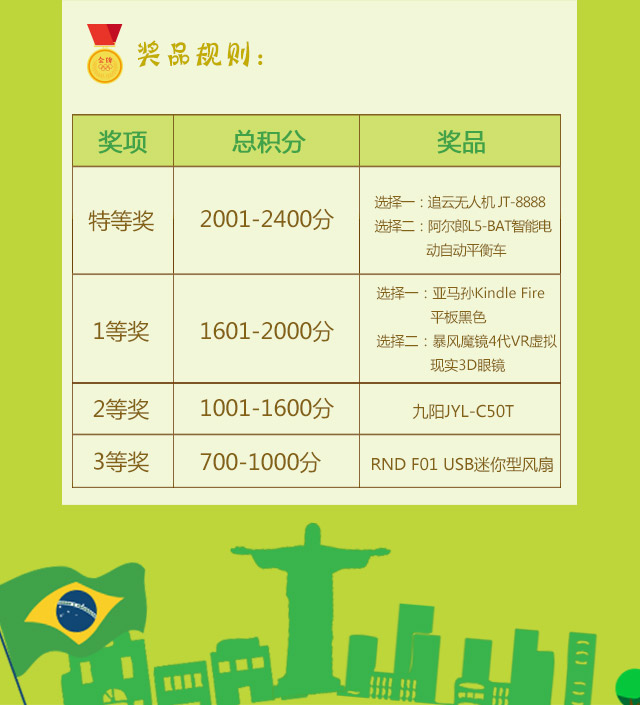 金牌
奖品规则：
奖项 总积分 奖品
特等奖 2001-2400分 选择一：追云无人机 JT-8888
选择二：阿尔郎L5-BAT智能电
动自动平衡车
1等奖 1601-2000分 选择一：亚马孙Kindle Fire
平板黑色
选择二：暴风魔镜4代VR虚拟
现实3D眼镜
2等奖 1001-1600分 九阳JYL-C50T
3等奖 700-1000分 RND F01 USB迷你型风扇